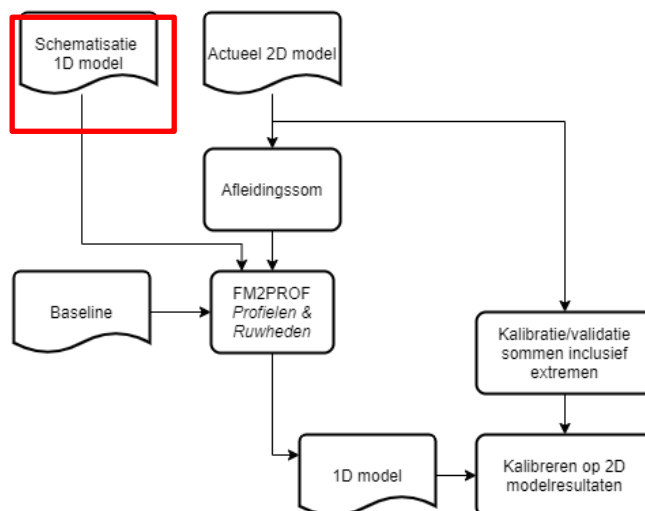 Schematisatie
1D model
Actueel 2D model
Afleidingssom
Baseline
FM2PROF
Profielen &
Ruwheden
Kalibratie/validatie
sommen inclusief
extremen
1D model
Kalibreren op 2D
modelresultaten